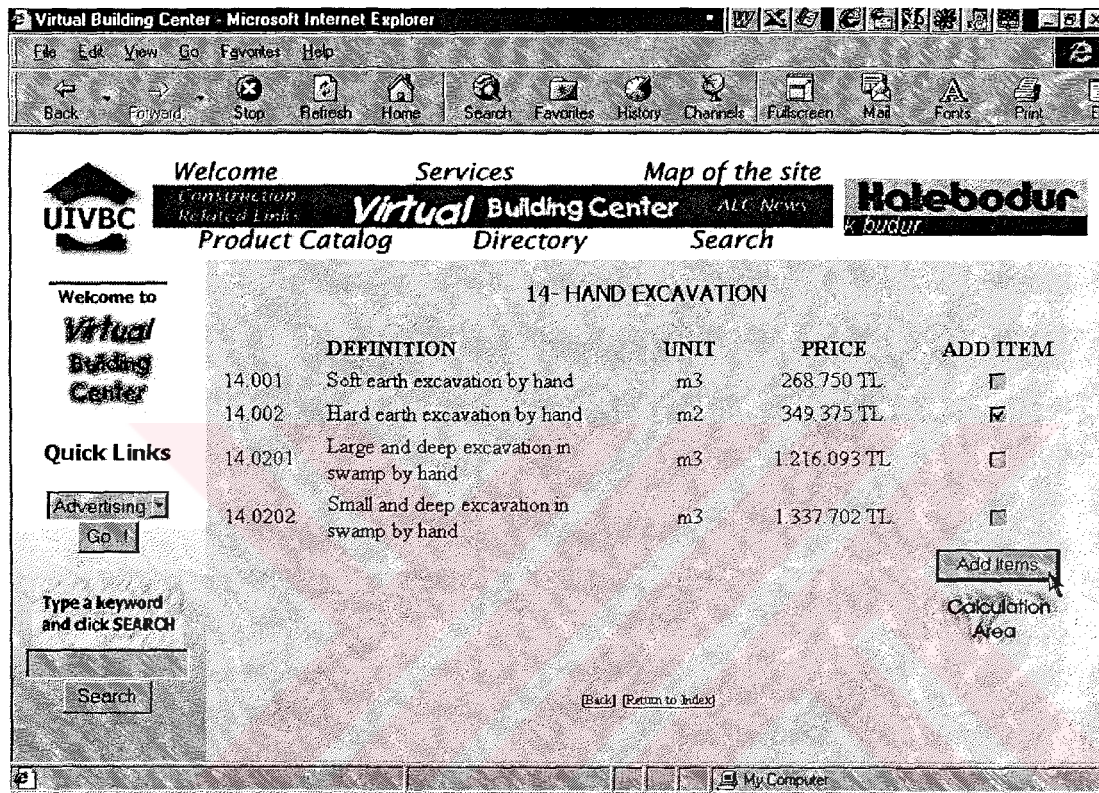 Virtual Building Center - Microsoft Internet Explorer
File Edit View Go Favorites Help
Back Forward Stop Refresh Home Search Favorites History Channels Fullscreen Mail Fonts Print
Welcome Services Map of the site
UIVBC
Construction
Related Links
Virtual Building Center
AEC News
Kalebodur
k budur
Product Catalog Directory Search
Welcome to
Virtual
Building
Center
Quick Links
Advertising
Go !
Type a keyword
and click SEARCH
Search
14- HAND EXCAVATION
DEFINITION UNIT PRICE ADD ITEM
14.001 Soft earth excavation by hand m3 268.750 TL
14.002 Hard earth excavation by hand m2 349.375 TL
14.0201 Large and deep excavation in
swamp by hand m3 1.216.093 TL
14.0202 Small and deep excavation in
swamp by hand m3 1.337.702 TL
Add Items
Calculation
Area
[Back] [Return to Index]
My Computer